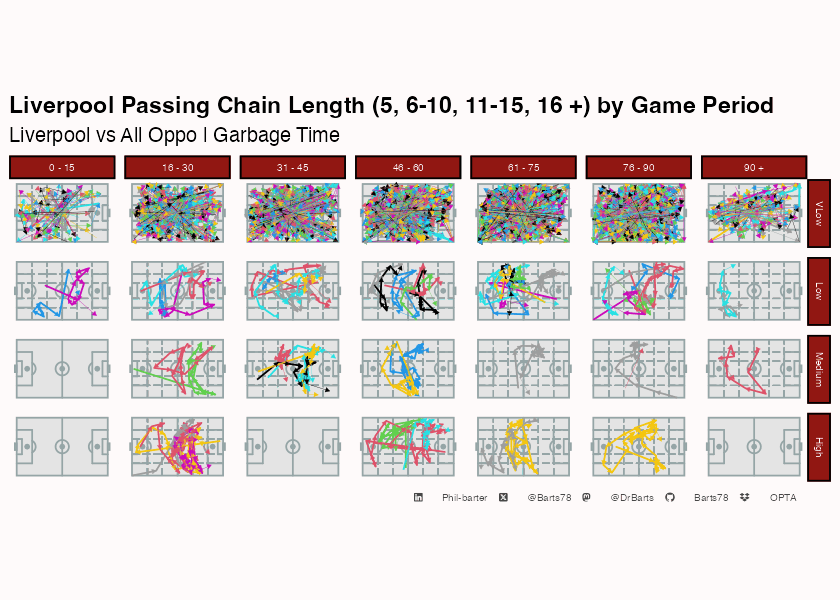 Liverpool Passing Chain Length (5, 6-10, 11-15, 16 +) by Game Period
Liverpool vs All Oppo | Garbage Time
0 - 15 16 - 30 31 - 45 46 - 60 61 - 75 76 - 90 90 +
VLow
Low
Medium
High
Phil-barter @Barts78 @DrBarts Barts78 OPTA